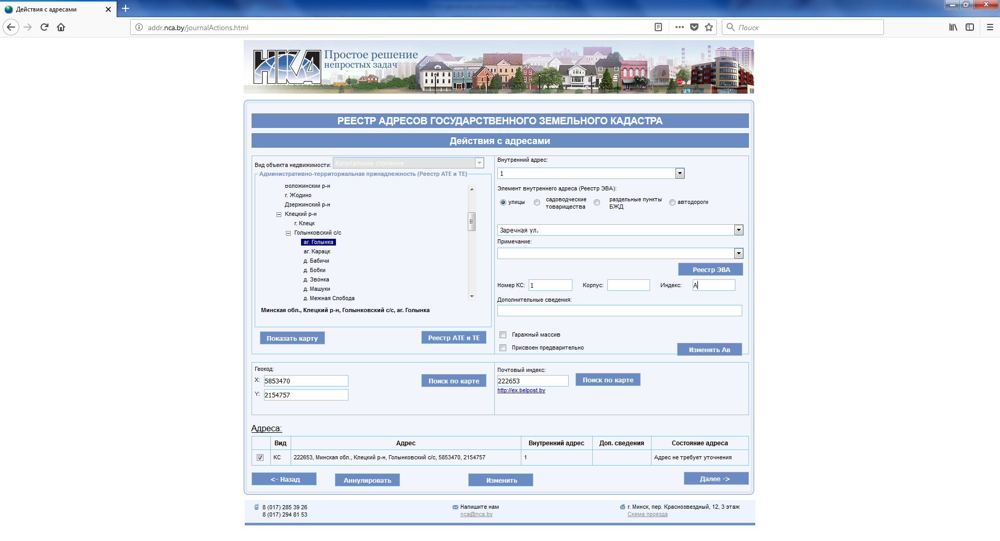 Действия с адресами
addr.nca.by/journalActions.html
Поиск
НКА
Простое решение
непростых задач
РЕЕСТР АДРЕСОВ ГОСУДАРСТВЕННОГО ЗЕМЕЛЬНОГО КАДАСТРА
Действия с адресами
Вид объекта недвижимости: Капитальное строение
Административно-территориальная принадлежность (Реестр АТЕ и ТЕ)
Воложинский р-н
г. Жодино
Дзержинский р-н
Клецкий р-н
г. Клецк
Голынковский с/с
аг. Голынка
аг. Карацк
д. Бабичи
д. Бобки
д. Звонка
д. Машуки
д. Межная Слобода
Минская обл., Клецкий р-н, Голынковский с/с, аг. Голынка
Показать карту
Реестр АТЕ и ТЕ
Внутренний адрес:
1
Элемент внутреннего адреса (Реестр ЭВА):
улицы
садоводческие
товарищества
раздельные пункты
БЖД
автодороги
Заречная ул.
Примечание:
Реестр ЭВА
Номер КС: 1 Корпус: Индекс: А
Дополнительные сведения:
Гаражный массив
Присвоен предварительно
Изменить Ав
Геокод:
X: 5853470
Y: 2154757
Поиск по карте
Почтовый индекс:
222653
Поиск по карте
http://ex.belpost.by
Адреса:
Вид Адрес Внутренний адрес Доп. сведения Состояние адреса
КС 222653, Минская обл., Клецкий р-н, Голынковский с/с, 5853470, 2154757 1 Адрес не требует уточнения
<- Назад
Аннулировать
Изменить
Далее ->
8 (017) 285 39 26
8 (017) 294 81 53
Напишите нам
nca@nca.by
г. Минск, пер. Краснозвездный, 12, 3 этаж
Схема проезда